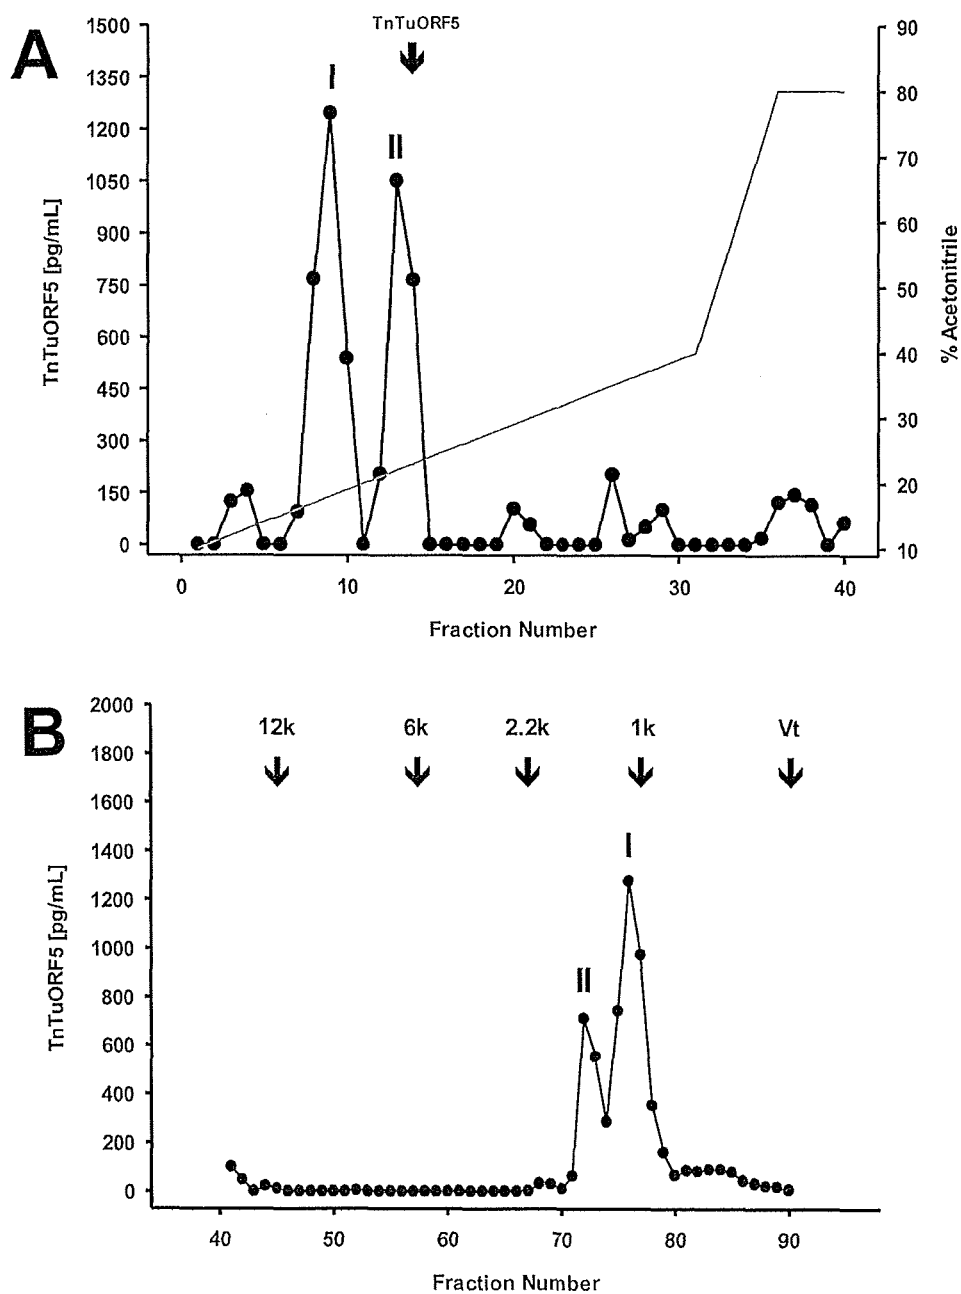 A
TnTuORF5
I
II
1500
1350
1200
1050
900
750
600
450
300
150
0
TnTuORF5 [pg/mL]
90
80
70
60
50
40
30
20
10
% Acetonitrile
0 10 20 30 40
Fraction Number
B
12k 6k 2.2k 1k Vt
I
II
2000
1800
1600
1400
1200
1000
800
600
400
200
0
TnTuORF5 [pg/mL]
40 50 60 70 80 90
Fraction Number